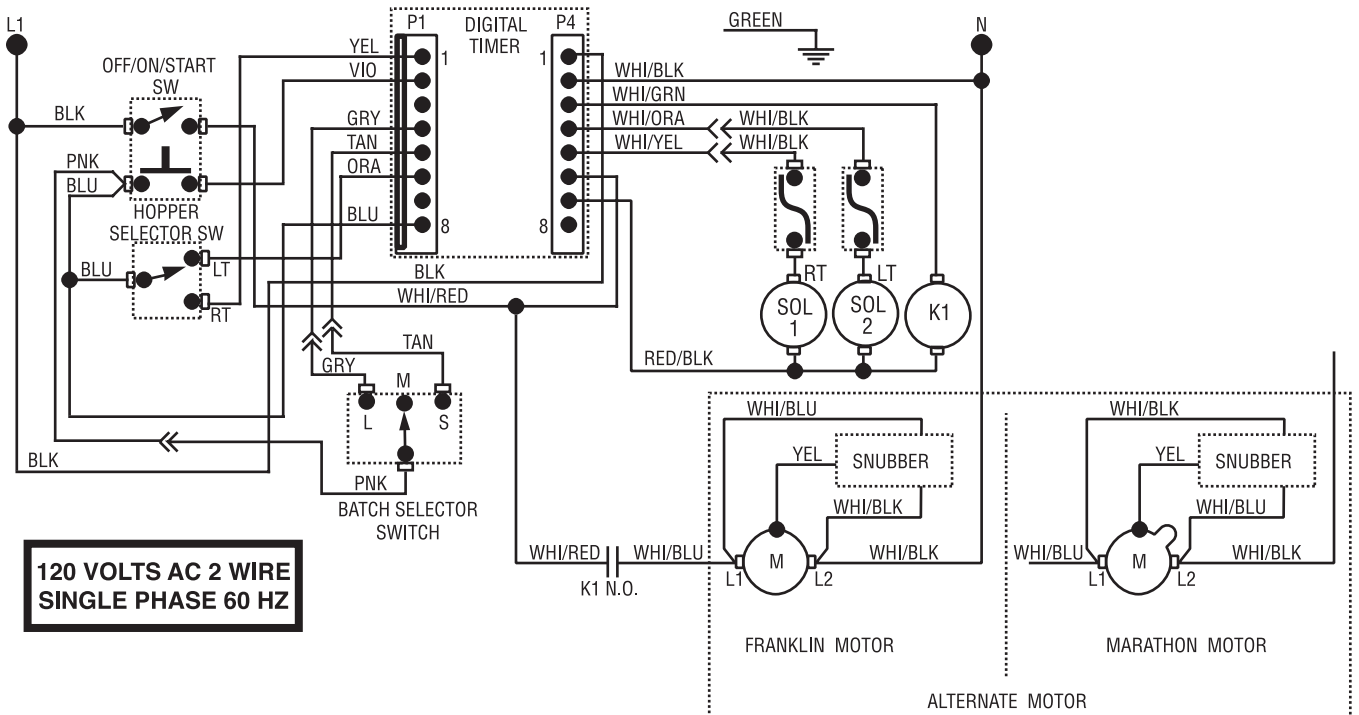 L1
P1
DIGITAL
TIMER
P4
GREEN
N
YEL
1
1
OFF/ON/START
SW
VIO
WHI/BLK
WHI/GRN
BLK
GRY
WHI/ORA
WHI/BLK
TAN
WHI/YEL
WHI/BLK
PNK
ORA
BLU
HOPPER
SELECTOR SW
BLU
8
8
BLU
LT
BLK
RT
LT
RT
WHI/RED
SOL
1
SOL
2
K1
TAN
GRY
M
RED/BLK
L
S
WHI/BLU
WHI/BLK
BLK
YEL
SNUBBER
YEL
SNUBBER
PNK
BATCH SELECTOR
SWITCH
WHI/BLK
WHI/BLU
120 VOLTS AC 2 WIRE
SINGLE PHASE 60 HZ
WHI/RED
WHI/BLU
K1 N.O.
L1
M
L2
WHI/BLK
WHI/BLU
L1
M
L2
WHI/BLK
FRANKLIN MOTOR
MARATHON MOTOR
ALTERNATE MOTOR